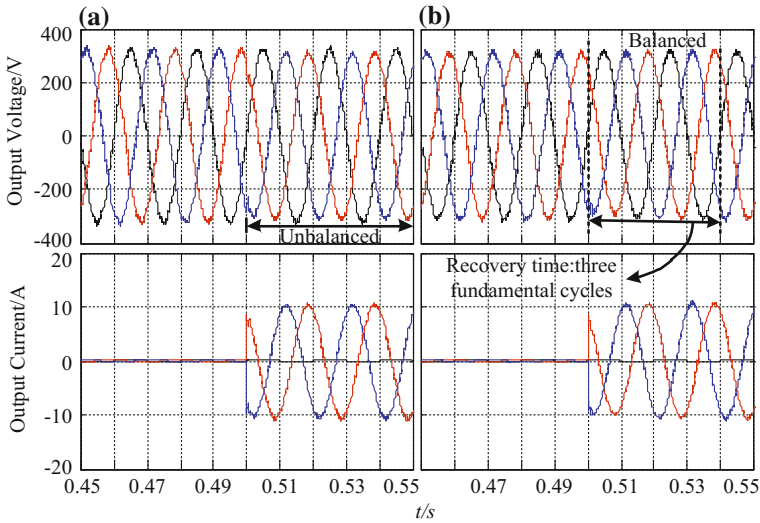 (a)
(b)
Output Voltage/V
400
200
0
-200
-400
Unbalanced
Balanced
Output Current/A
20
10
0
-10
-20
Recovery time:three
fundamental cycles
0.45 0.47 0.49 0.51 0.53 0.55
0.47 0.49 0.51 0.53 0.55
t/s